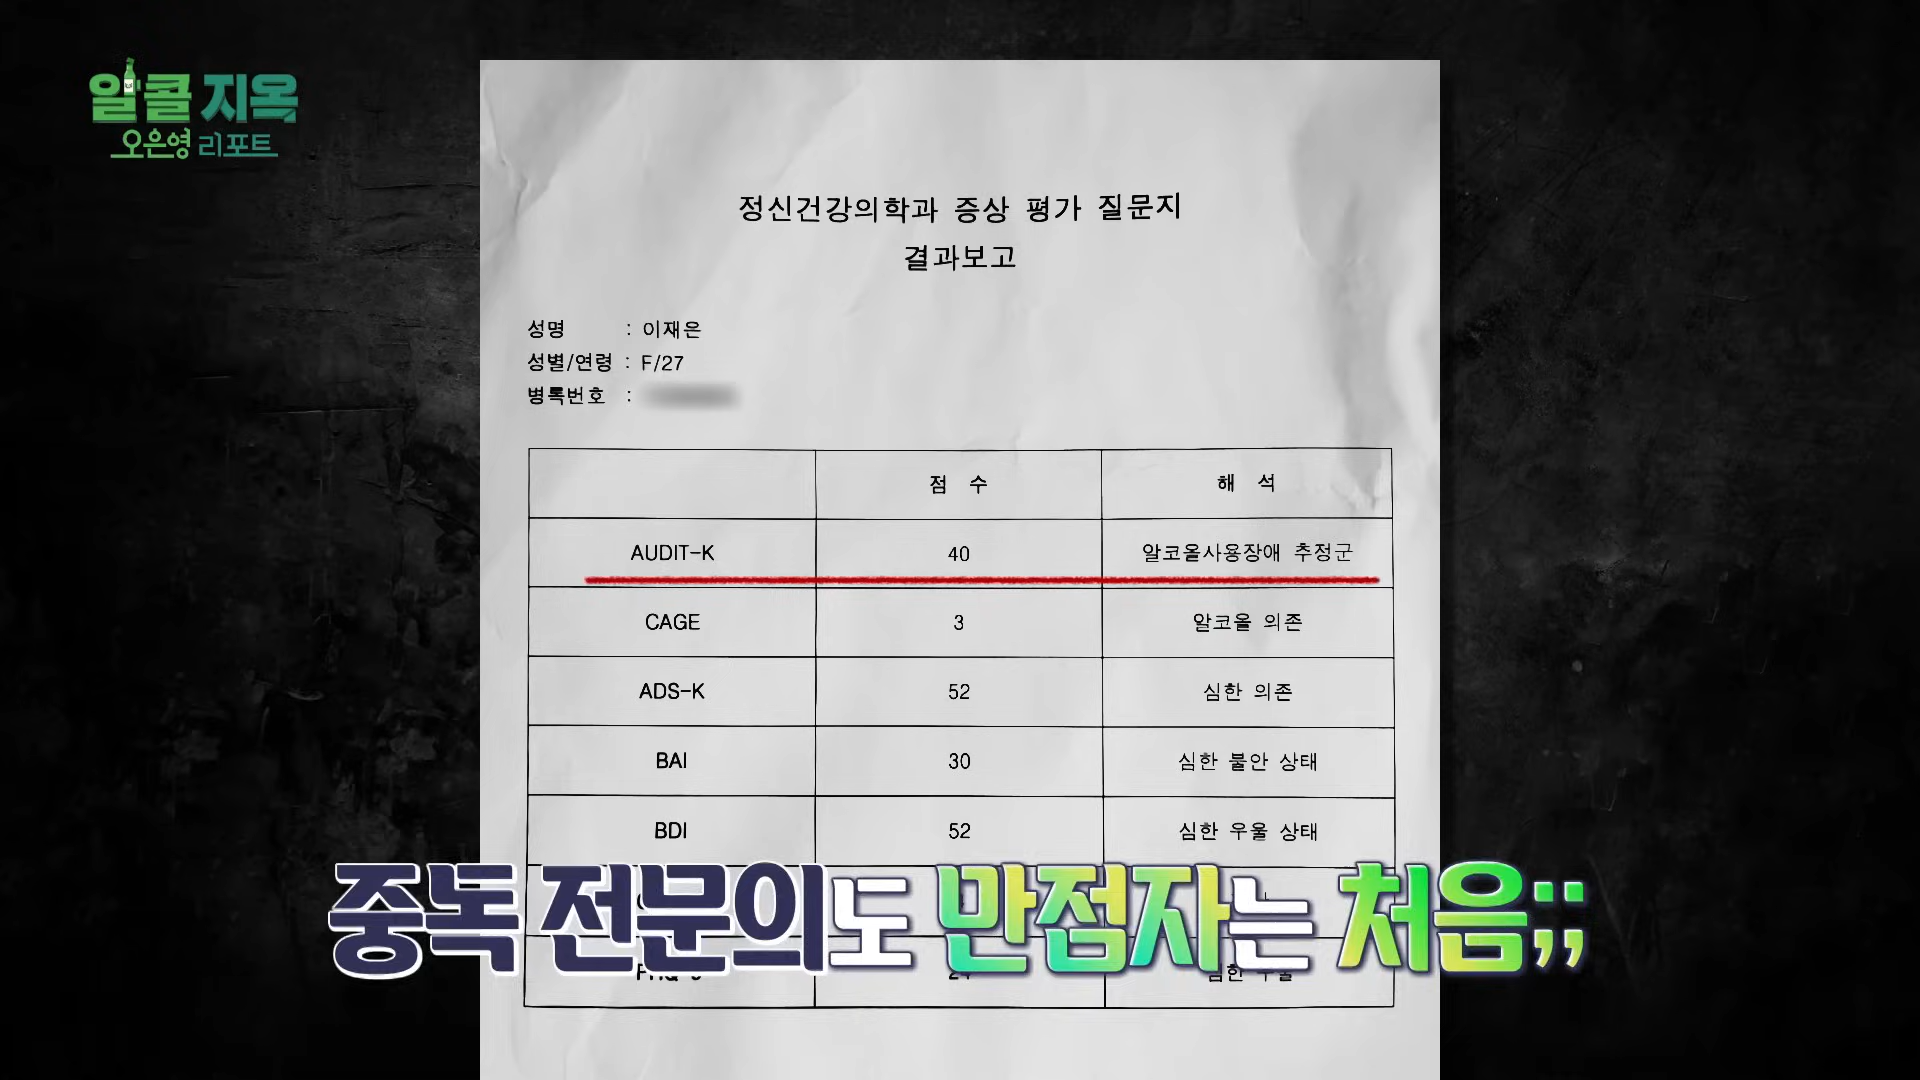 알콜 지옥
오은영 리포트
정신건강의학과 증상 평가 질문지
결과보고
성명 : 이재은
성별/연령 : F/27
병록번호 :
점 수 해 석
AUDIT-K 40 알코올사용장애 추정군
CAGE 3 알코올 의존
ADS-K 52 심한 의존
BAI 30 심한 불안 상태
BDI 52 심한 우울 상태
중독 전문의도 만점자는 처음;;